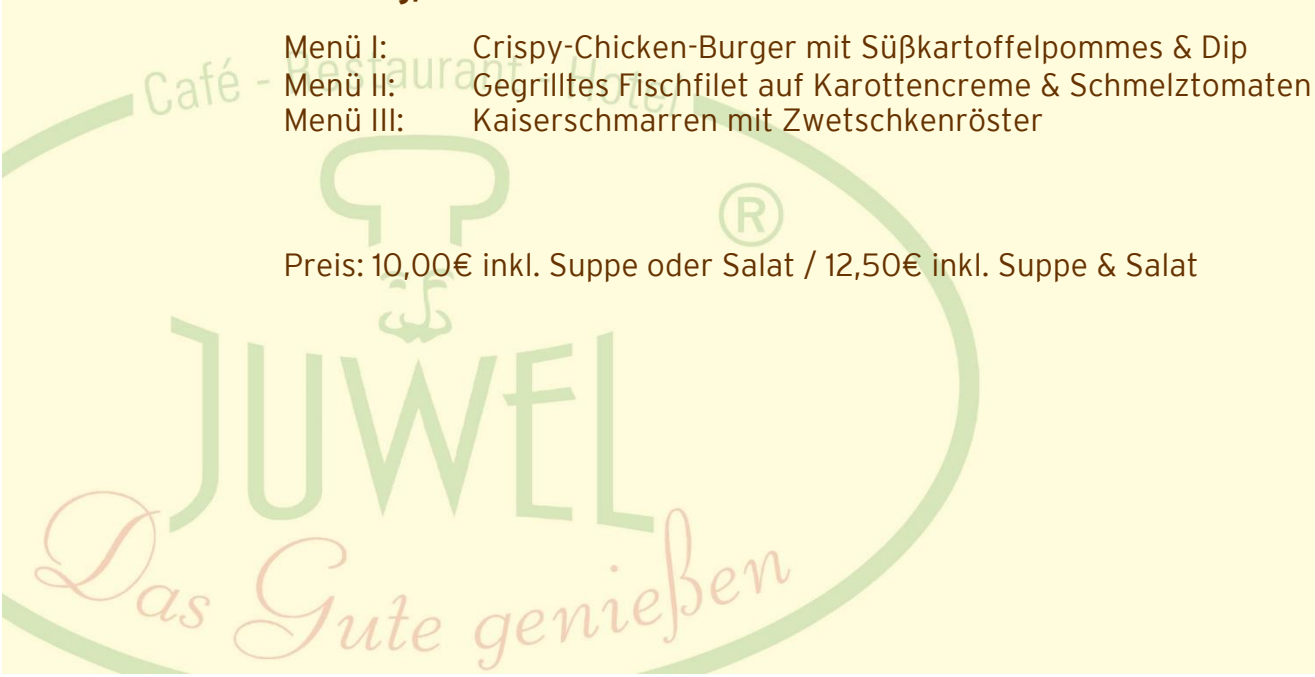 Menü I: Crispy-Chicken-Burger mit Süßkartoffelpommes & Dip
Café - Restaurant - Hotel
Menü II: Gegrilltes Fischfilet auf Karottencreme & Schmelztomaten
Menü III: Kaiserschmarren mit Zwetschkenröster
®
Preis: 10,00€ inkl. Suppe oder Salat / 12,50€ inkl. Suppe & Salat
JUWEL
Das Gute genießen